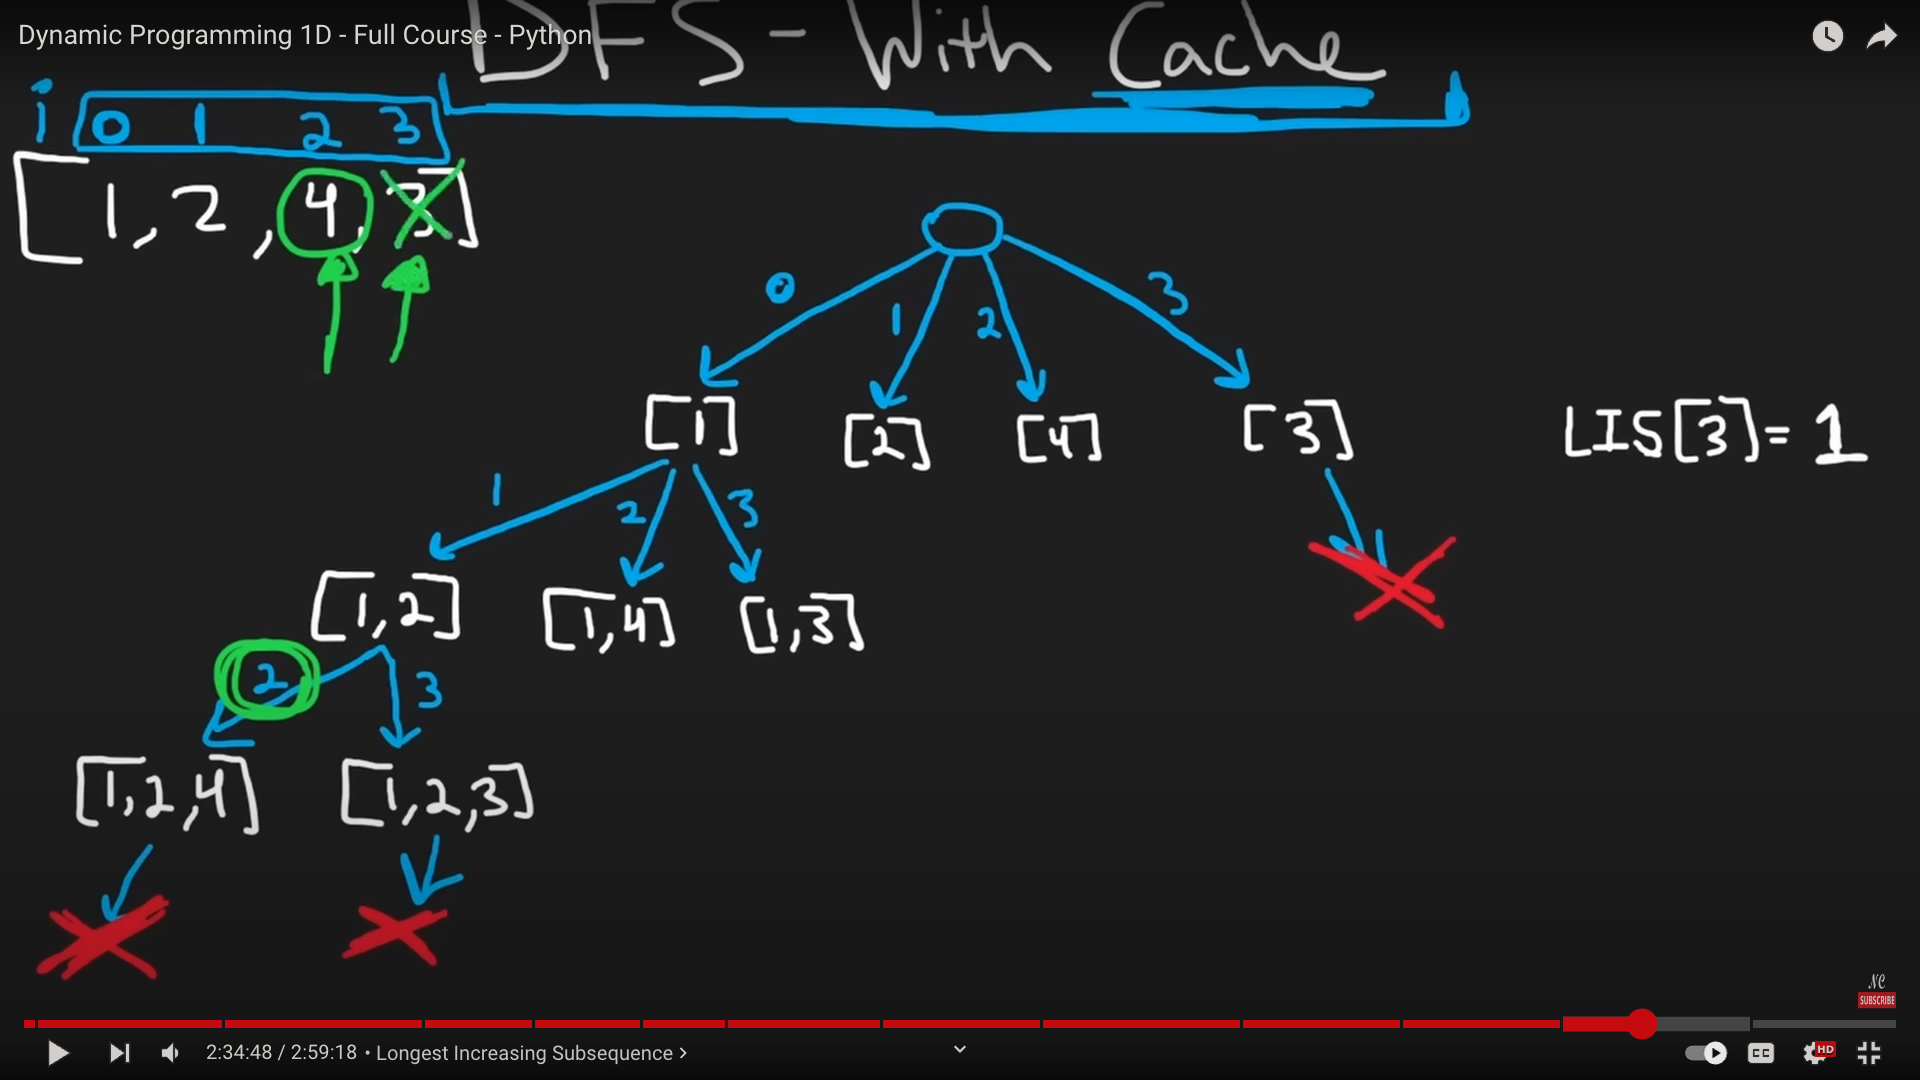 Dynamic Programming 1D - Full Course - Python
DFS - With Cache
i 0 1 2 3
[1, 2, 4, 3]
0 1 2 3
[1] [2] [4] [3]
LIS[3] = 1
1 2 3
[1,2] [1,4] [1,3]
2 3
[1,2,4] [1,2,3]
NC
SUBSCRIBE
2:34:48 / 2:59:18 • Longest Increasing Subsequence >
CC HD